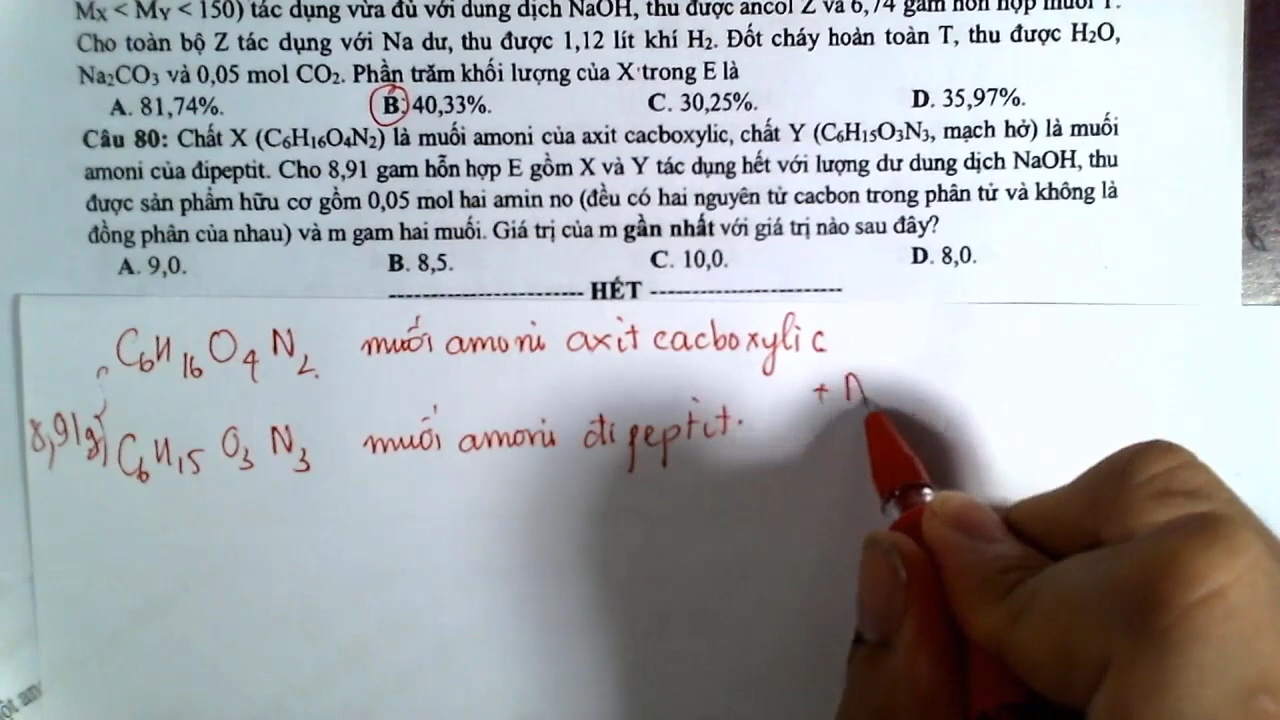 Mx < MY < 150) tác dụng vừa đủ với dung dịch NaOH, thu được ancol Z và 6,74 gam hỗn hợp muối T.
Cho toàn bộ Z tác dụng với Na dư, thu được 1,12 lít khí H₂. Đốt cháy hoàn toàn T, thu được H₂O,
Na₂CO₃ và 0,05 mol CO₂. Phần trăm khối lượng của X trong E là
A. 81,74%. B. 40,33%. C. 30,25%. D. 35,97%.
Câu 80: Chất X (C₆H₁₆O₄N₂) là muối amoni của axit cacboxylic, chất Y (C₆H₁₅O₃N₃, mạch hở) là muối
amoni của đipeptit. Cho 8,91 gam hỗn hợp E gồm X và Y tác dụng hết với lượng dư dung dịch NaOH, thu
được sản phẩm hữu cơ gồm 0,05 mol hai amin no (đều có hai nguyên tử cacbon trong phân tử và không là
đồng phân của nhau) và m gam hai muối. Giá trị của m gần nhất với giá trị nào sau đây?
A. 9,0. B. 8,5. C. 10,0. D. 8,0.
HẾT
C₆H₁₆O₄N₂. muối amoni axit cacboxylic
+ N
8,91g C₆H₁₅O₃N₃ muối amoni đipeptit.